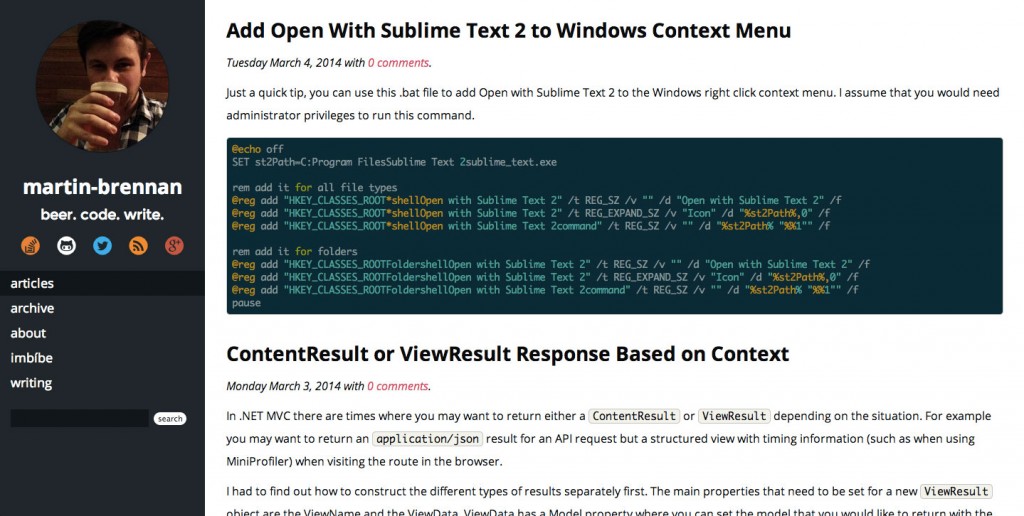 martin-brennan
beer. code. write.
articles
archive
about
imbíbe
writing
search
Add Open With Sublime Text 2 to Windows Context Menu
Tuesday March 4, 2014 with 0 comments.
Just a quick tip, you can use this .bat file to add Open with Sublime Text 2 to the Windows right click context menu. I assume that you would need
administrator privileges to run this command.
@echo off
SET st2Path=C:Program FilesSublime Text 2sublime_text.exe
rem add it for all file types
@reg add "HKEY_CLASSES_ROOT*shellOpen with Sublime Text 2" /t REG_SZ /v "" /d "Open with Sublime Text 2" /f
@reg add "HKEY_CLASSES_ROOT*shellOpen with Sublime Text 2" /t REG_EXPAND_SZ /v "Icon" /d "%st2Path%,0" /f
@reg add "HKEY_CLASSES_ROOT*shellOpen with Sublime Text 2command" /t REG_SZ /v "" /d "%st2Path% "%%1"" /f
rem add it for folders
@reg add "HKEY_CLASSES_ROOTFoldershellOpen with Sublime Text 2" /t REG_SZ /v "" /d "Open with Sublime Text 2" /f
@reg add "HKEY_CLASSES_ROOTFoldershellOpen with Sublime Text 2" /t REG_EXPAND_SZ /v "Icon" /d "%st2Path%,0" /f
@reg add "HKEY_CLASSES_ROOTFoldershellOpen with Sublime Text 2command" /t REG_SZ /v "" /d "%st2Path% "%%1"" /f
pause
ContentResult or ViewResult Response Based on Context
Monday March 3, 2014 with 0 comments.
In .NET MVC there are times where you may want to return either a ContentResult or ViewResult depending on the situation. For example
you may want to return an application/json result for an API request but a structured view with timing information (such as when using
MiniProfiler) when visiting the route in the browser.
I had to find out how to construct the different types of results separately first. The main properties that need to be set for a new ViewResult
object are the ViewName and the ViewData. ViewData has a Model property where you can set the model that you would like to return with the